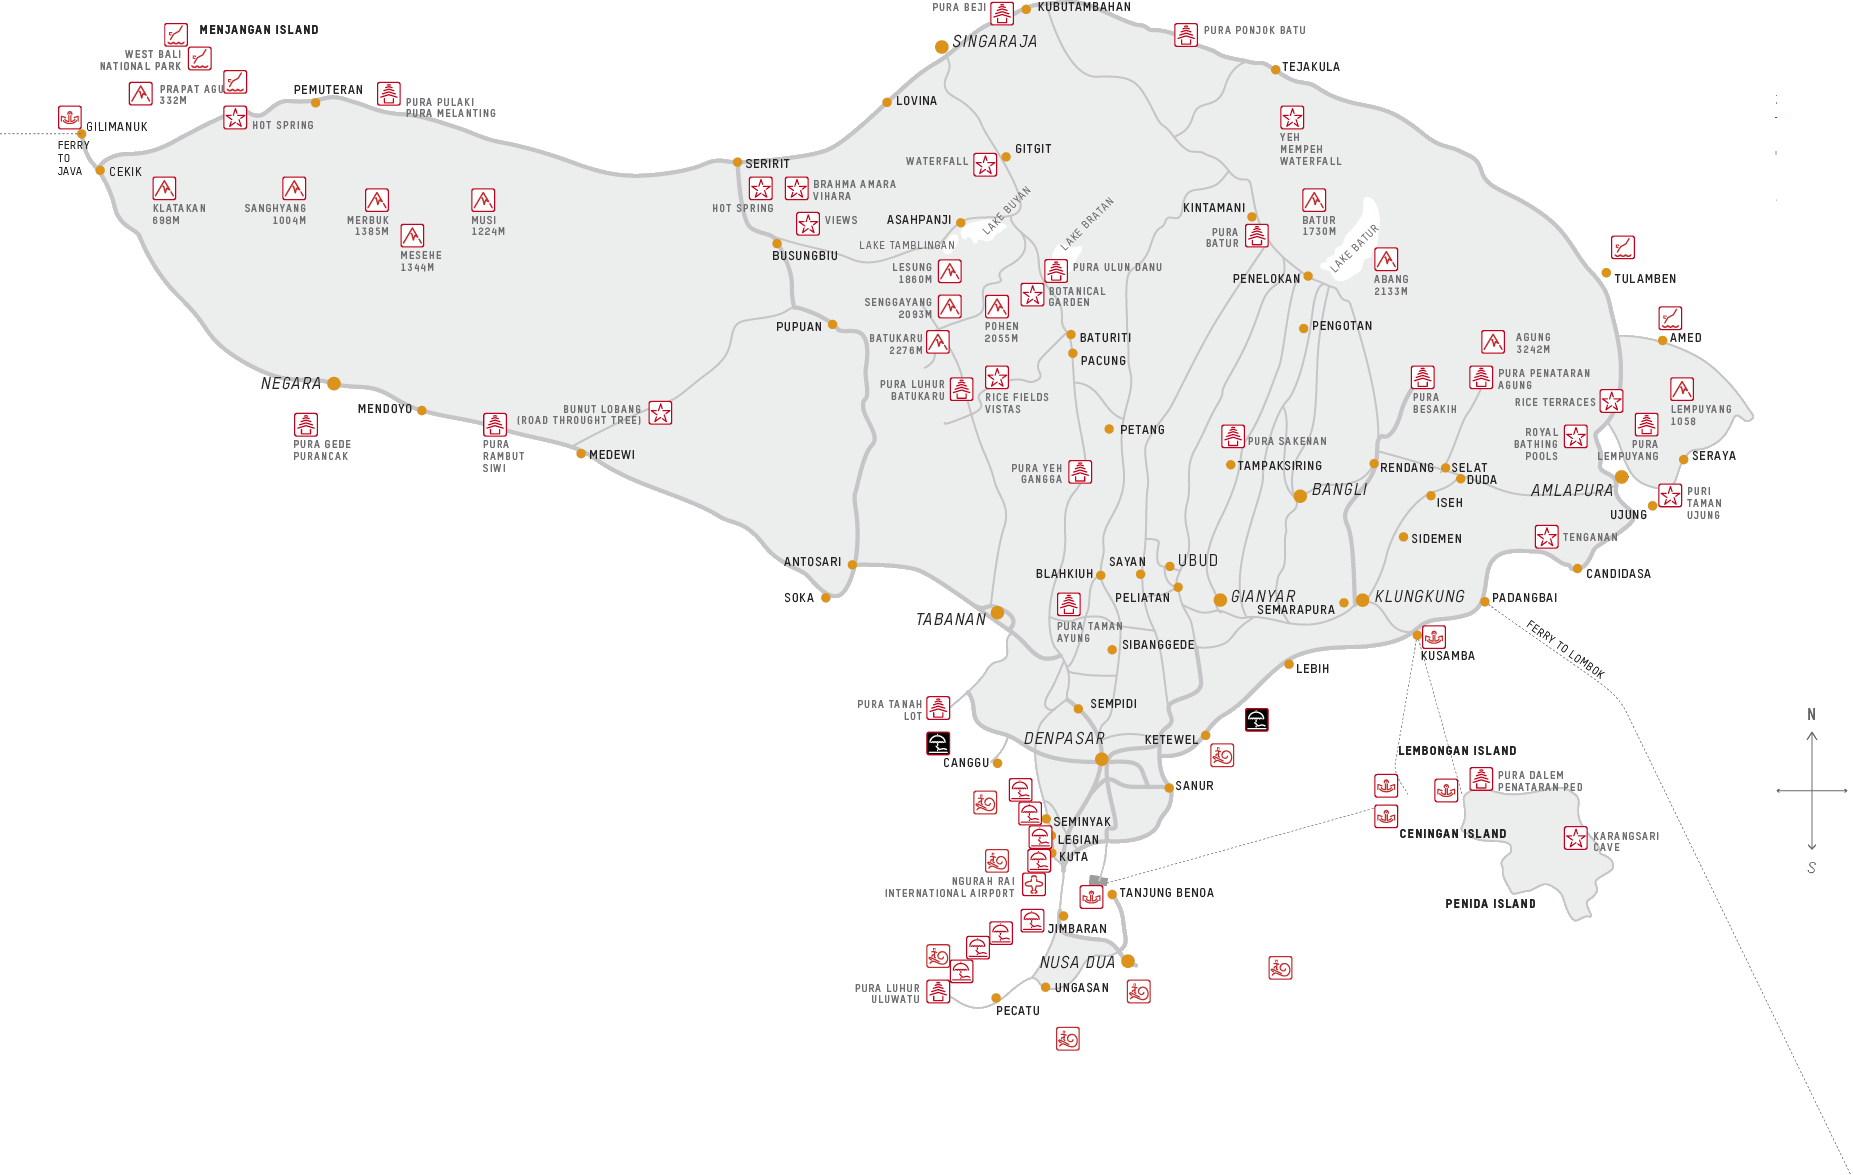 PURA BEJI
KUBUTAMBAHAN
MENJANGAN ISLAND
PURA PONJOK BATU
SINGARAJA
WEST BALI
NATIONAL PARK
TEJAKULA
PRAPAT AGU
332M
PEMUTERAN
PURA PULAKI
PURA MELANTING
LOVINA
HOT SPRING
GILIMANUK
FERRY
TO
JAVA
CEKIK
YEH
MEMPEH
WATERFALL
GITGIT
WATERFALL
SERIRIT
HOT SPRING
BRAHMA AMARA
VIHARA
VIEWS
KLATAKAN
698M
SANGHYANG
1004M
MERBUK
1385M
MUSI
1224M
MESEHE
1344M
ASAHPANJI
LAKE BUYAN
LAKE BRATAN
LAKE TAMBLINGAN
BUSUNGBIU
KINTAMANI
PURA
BATUR
BATUR
1730M
LAKE BATUR
ABANG
2133M
PENELOKAN
TULAMBEN
LESUNG
1860M
PURA ULUN DANU
BOTANICAL
GARDEN
SENGGAYANG
2093M
POHEN
2055M
PUPUAN
BATUKARU
2276M
BATURITI
PACUNG
PENGOTAN
AMED
AGUNG
3242M
PURA PENATARAN
AGUNG
PURA
BESAKIH
RICE TERRACES
LEMPUYANG
1058
NEGARA
MENDOYO
PURA LUHUR
BATUKARU
RICE FIELDS
VISTAS
BUNUT LOBANG
(ROAD THROUGHT TREE)
PURA GEDE
PURANCAK
PURA
RAMBUT
SIWI
MEDEWI
PETANG
PURA SAKENAN
TAMPAKSIRING
ROYAL
BATHING
POOLS
PURA
LEMPUYANG
SERAYA
PURA YEH
GANGGA
RENDANG
SELAT
DUDA
ISEH
BANGLI
AMLAPURA
UJUNG
PURI
TAMAN
UJUNG
SIDEMEN
TENGANAN
CANDIDASA
ANTOSARI
SOKA
BLAHKIUH
SAYAN
UBUD
PELIATAN
GIANYAR
SEMARAPURA
KLUNGKUNG
PADANGBAI
TABANAN
PURA TAMAN
AYUNG
SIBANGGEDE
FERRY TO LOMBOK
KUSAMBA
LEBIH
PURA TANAH
LOT
SEMPIDI
DENPASAR
KETEWEL
CANGGU
SANUR
N
LEMBONGAN ISLAND
PURA DALEM
PENATARAN PED
CENINGAN ISLAND
KARANGSARI
CAVE
S
PENIDA ISLAND
SEMINYAK
LEGIAN
KUTA
NGURAH RAI
INTERNATIONAL AIRPORT
TANJUNG BENOA
JIMBARAN
NUSA DUA
UNGASAN
PURA LUHUR
ULUWATU
PECATU